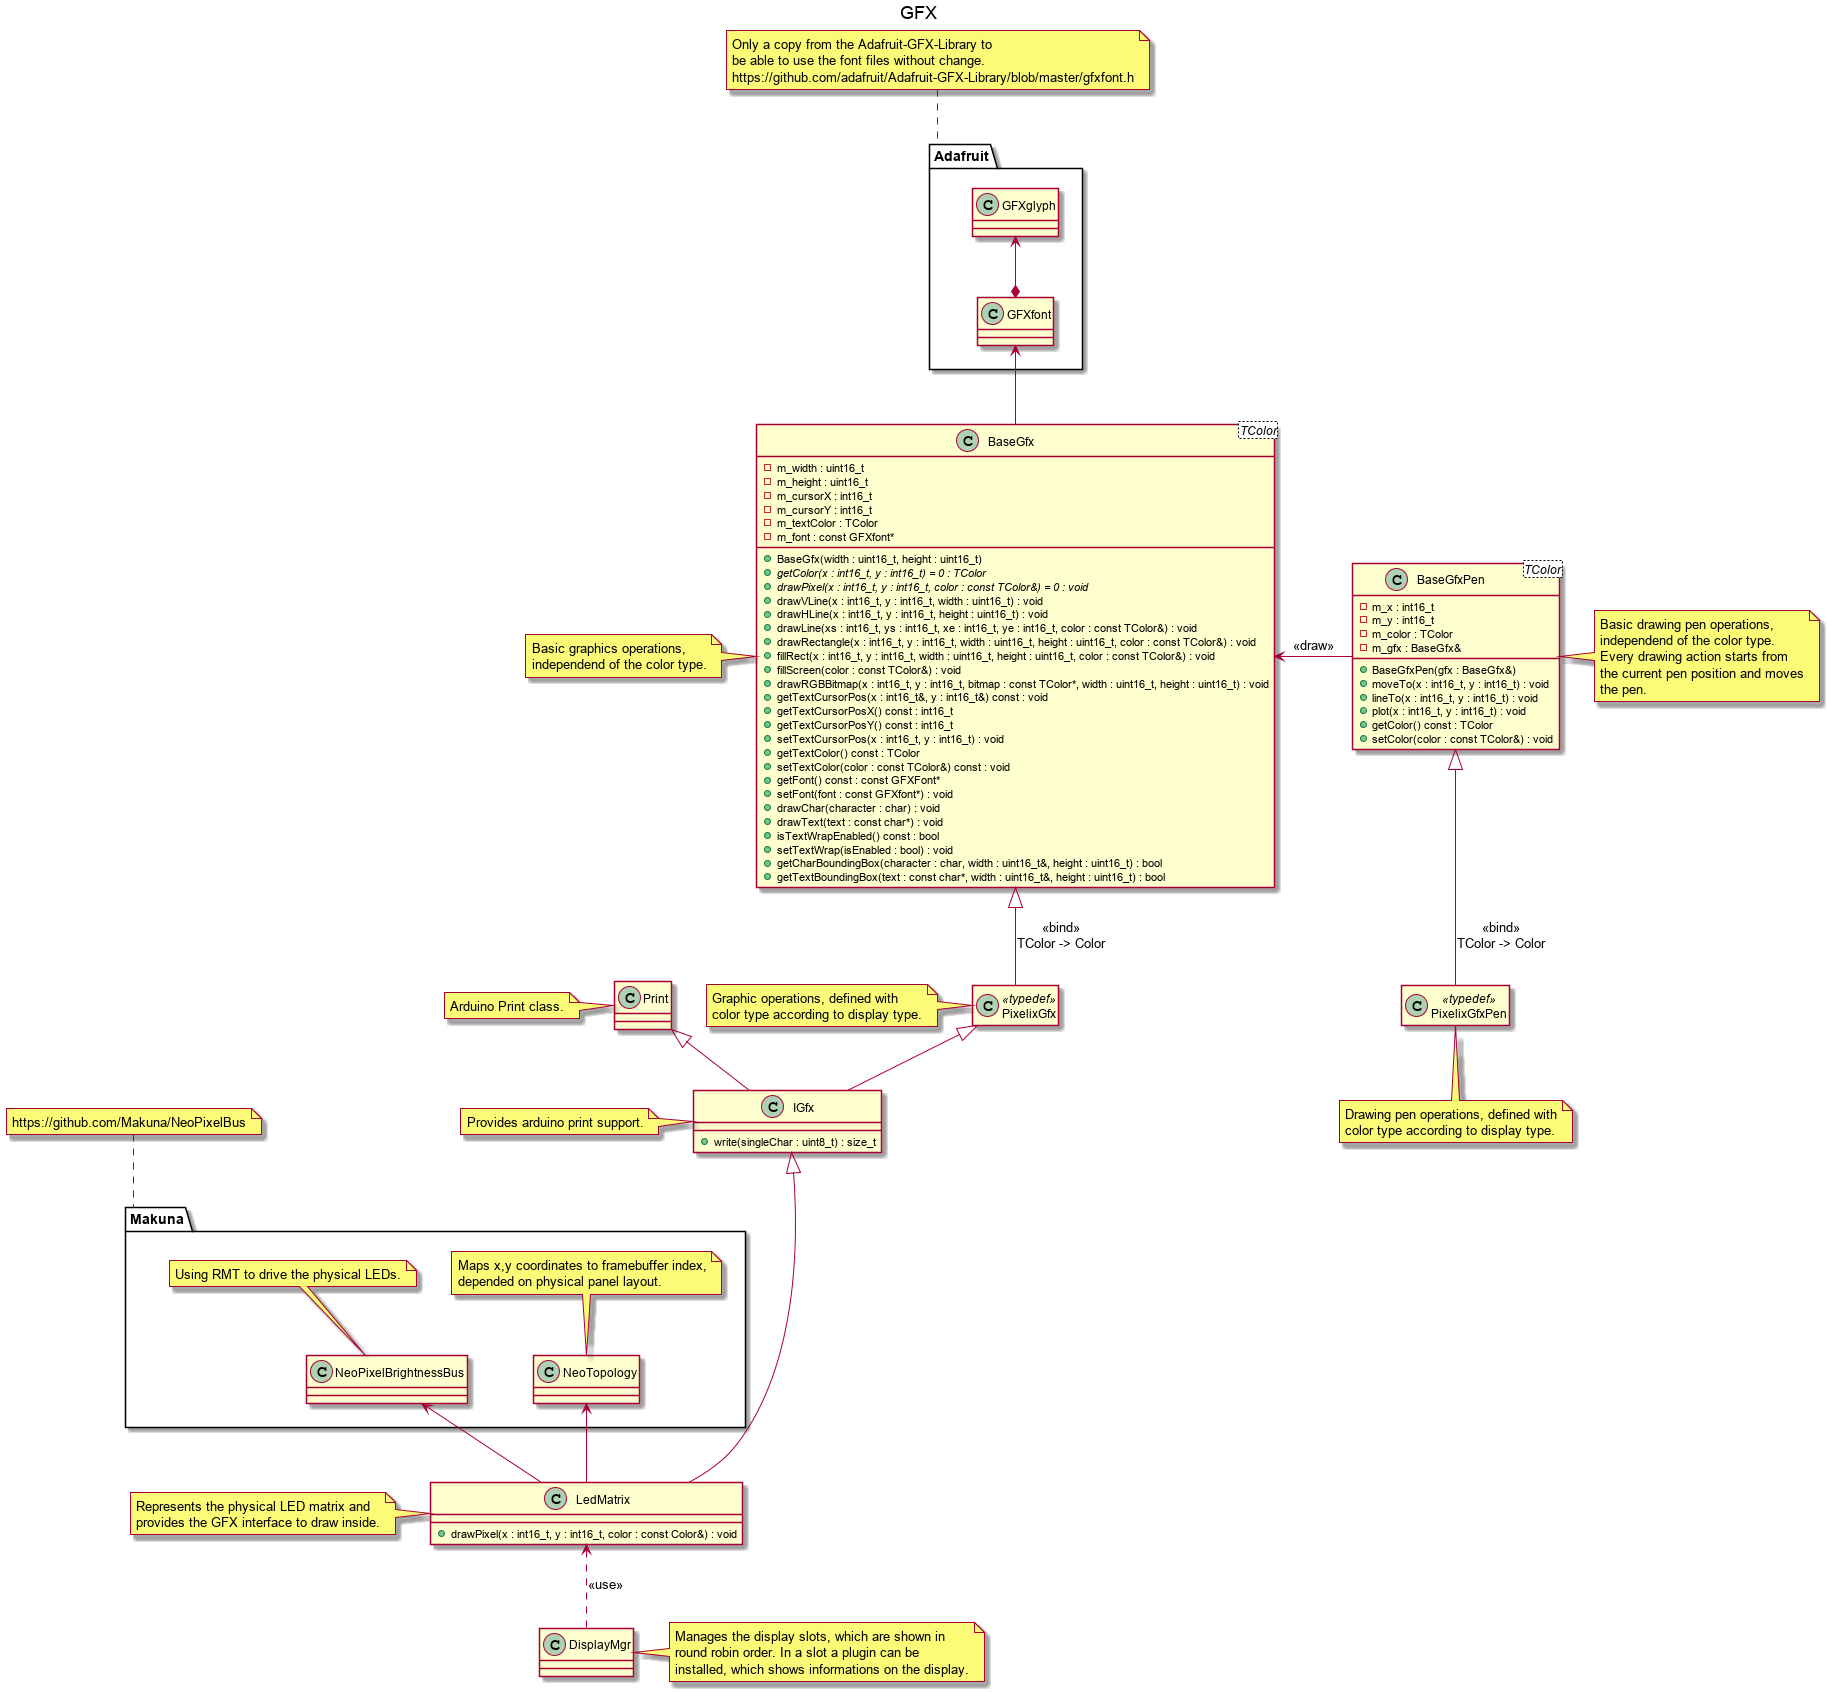 GFX
Only a copy from the Adafruit-GFX-Library to
be able to use the font files without change.
https://github.com/adafruit/Adafruit-GFX-Library/blob/master/gfxfont.h
Adafruit
C GFXglyph
C GFXfont
C BaseGfx
TColor
m_width : uint16_t
m_height : uint16_t
m_cursorX : int16_t
m_cursorY : int16_t
m_textColor : TColor
m_font : const GFXfont*
BaseGfx(width : uint16_t, height : uint16_t)
getColor(x : int16_t, y : int16_t) = 0 : TColor
drawPixel(x : int16_t, y : int16_t, color : const TColor&) = 0 : void
drawVLine(x : int16_t, y : int16_t, width : uint16_t) : void
drawHLine(x : int16_t, y : int16_t, height : uint16_t) : void
drawLine(xs : int16_t, ys : int16_t, xe : int16_t, ye : int16_t, color : const TColor&) : void
drawRectangle(x : int16_t, y : int16_t, width : uint16_t, height : uint16_t, color : const TColor&) : void
fillRect(x : int16_t, y : int16_t, width : uint16_t, height : uint16_t, color : const TColor&) : void
fillScreen(color : const TColor&) : void
drawRGBBitmap(x : int16_t, y : int16_t, bitmap : const TColor*, width : uint16_t, height : uint16_t) : void
getTextCursorPos(x : int16_t&, y : int16_t&) const : void
getTextCursorPosX() const : int16_t
getTextCursorPosY() const : int16_t
setTextCursorPos(x : int16_t, y : int16_t) : void
getTextColor() const : TColor
setTextColor(color : const TColor&) const : void
getFont() const : const GFXFont*
setFont(font : const GFXfont*) : void
drawChar(character : char) : void
drawText(text : const char*) : void
isTextWrapEnabled() const : bool
setTextWrap(isEnabled : bool) : void
getCharBoundingBox(character : char, width : uint16_t&, height : uint16_t) : bool
getTextBoundingBox(text : const char*, width : uint16_t&, height : uint16_t) : bool
Basic graphics operations,
independend of the color type.
«draw»
C BaseGfxPen
TColor
m_x : int16_t
m_y : int16_t
m_color : TColor
m_gfx : BaseGfx&
BaseGfxPen(gfx : BaseGfx&)
moveTo(x : int16_t, y : int16_t) : void
lineTo(x : int16_t, y : int16_t) : void
plot(x : int16_t, y : int16_t) : void
getColor() const : TColor
setColor(color : const TColor&) : void
Basic drawing pen operations,
independend of the color type.
Every drawing action starts from
the current pen position and moves
the pen.
«bind»
TColor -> Color
«bind»
TColor -> Color
Arduino Print class.
C Print
Graphic operations, defined with
color type according to display type.
C «typedef»
PixelixGfx
C «typedef»
PixelixGfxPen
Provides arduino print support.
C IGfx
write(singleChar : uint8_t) : size_t
Drawing pen operations, defined with
color type according to display type.
https://github.com/Makuna/NeoPixelBus
Makuna
Using RMT to drive the physical LEDs.
Maps x,y coordinates to framebuffer index,
depended on physical panel layout.
C NeoPixelBrightnessBus
C NeoTopology
Represents the physical LED matrix and
provides the GFX interface to draw inside.
C LedMatrix
drawPixel(x : int16_t, y : int16_t, color : const Color&) : void
«use»
C DisplayMgr
Manages the display slots, which are shown in
round robin order. In a slot a plugin can be
installed, which shows informations on the display.